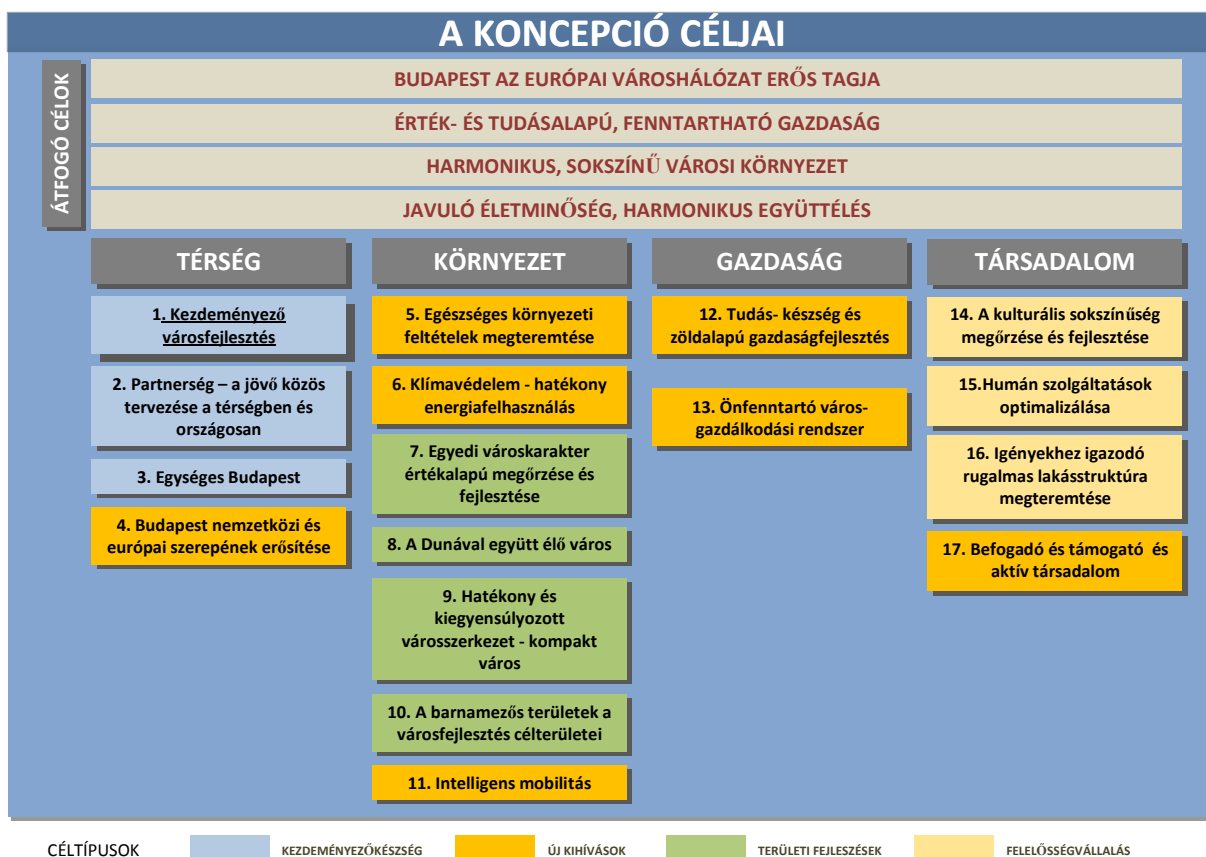 A KONCEPCIÓ CÉLJAI
ÁTFOGÓ CÉLOK
BUDAPEST AZ EURÓPAI VÁROSHÁLÓZAT ERŐS TAGJA
ÉRTÉK- ÉS TUDÁSALAPÚ, FENNTARTHATÓ GAZDASÁG
HARMONIKUS, SOKSZÍNŰ VÁROSI KÖRNYEZET
JAVULÓ ÉLETMINŐSÉG, HARMONIKUS EGYÜTTÉLÉS
TÉRSÉG
1. Kezdeményező
városfejlesztés
2. Partnerség – a jövő közös
tervezése a térségben és
országosan
3. Egységes Budapest
4. Budapest nemzetközi és
európai szerepének erősítése
KÖRNYEZET
5. Egészséges környezeti
feltételek megteremtése
6. Klímavédelem - hatékony
energiafelhasználás
7. Egyedi városkarakter
értékalapú megőrzése és
fejlesztése
8. A Dunával együtt élő város
9. Hatékony és
kiegyensúlyozott
városszerkezet - kompakt
város
10. A barnamezős területek a
városfejlesztés célterületei
11. Intelligens mobilitás
GAZDASÁG
12. Tudás- készség és
zöldalapú gazdaságfejlesztés
13. Önfenntartó város-
gazdálkodási rendszer
TÁRSADALOM
14. A kulturális sokszínűség
megőrzése és fejlesztése
15.Humán szolgáltatások
optimalizálása
16. Igényekhez igazodó
rugalmas lakásstruktúra
megteremtése
17. Befogadó és támogató és
aktív társadalom
CÉLTÍPUSOK
KEZDEMÉNYEZŐKÉSZSÉG
ÚJ KIHÍVÁSOK
TERÜLETI FEJLESZÉSEK
FELELŐSSÉGVÁLLALÁS